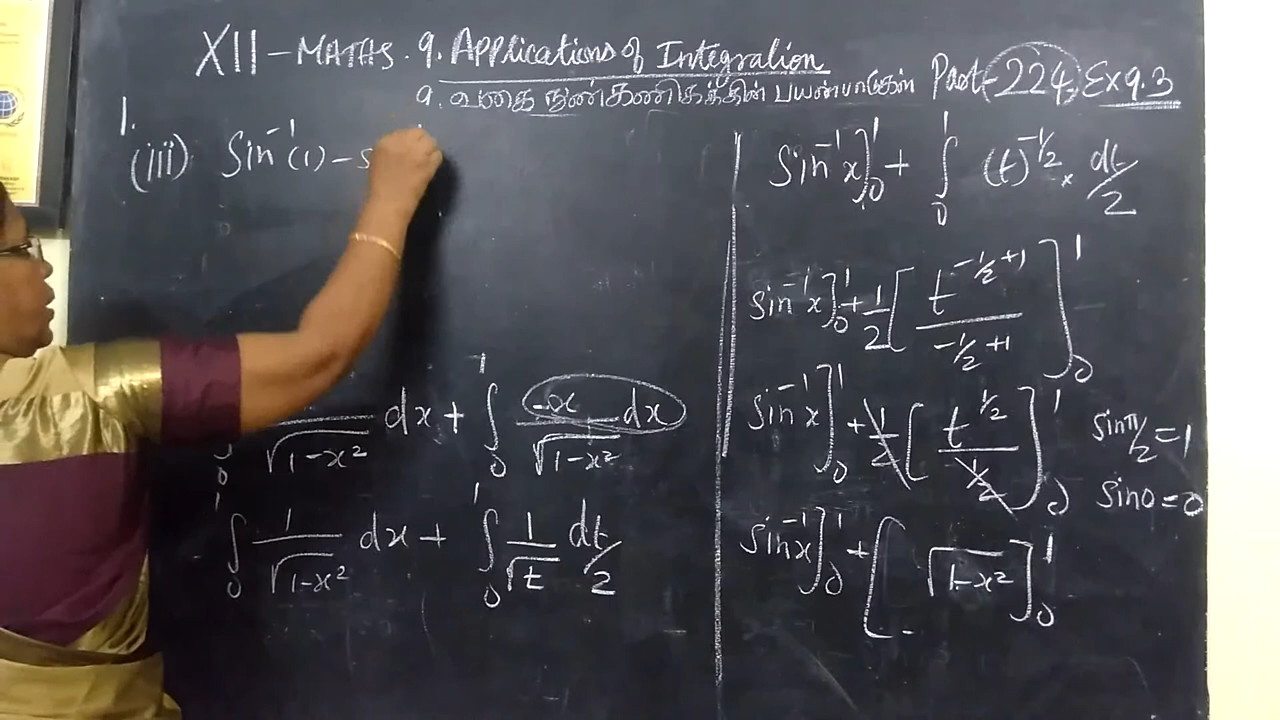 XII - MATHS. 9. Applications of Integration
9. வகை நுண்கணிதத்தின் பயன்பாடுகள்
Part-224, Ex 9.3
1.
(iii) Sin⁻¹(1) - s
dx + ∫₀¹ -x/√(1-x²) dx
√(1-x²)
0
∫₀¹ 1/√(1-x²) dx + ∫₀¹ 1/√t dt/2
Sin⁻¹x]₀¹ + ∫₀¹ (t)^(-1/2) × dt/2
Sin⁻¹x]₀¹ + 1/2 [t^(-1/2+1)/(-1/2+1)]₀¹
Sin⁻¹x]₀¹ + 1/2 [t^(1/2)/(1/2)]₀¹
Sin π/2 = 1
Sin 0 = 0
Sin⁻¹x]₀¹ + [√(1-x²)]₀¹